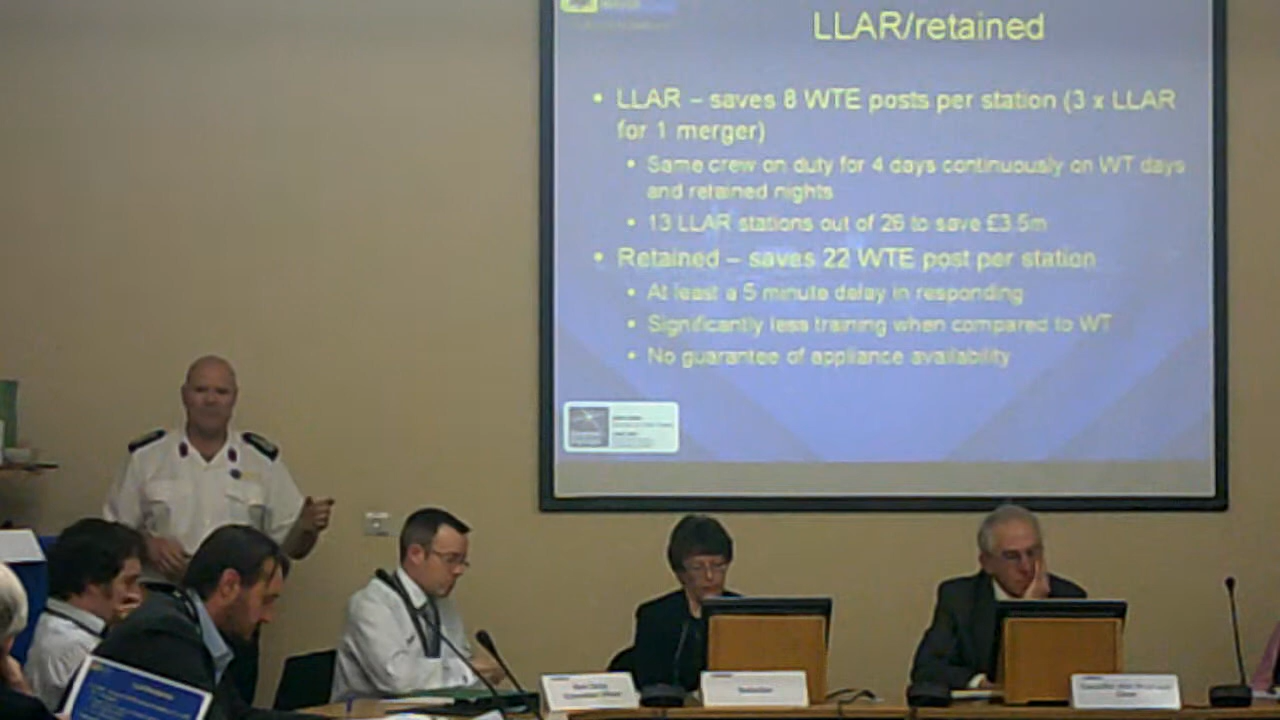 LLAR/retained
• LLAR – saves 8 WTE posts per station (3 x LLAR
for 1 merger)
• Same crew on duty for 4 days continuously on WT days
and retained nights
• 13 LLAR stations out of 26 to save £3.5m
• Retained – saves 22 WTE post per station
• At least a 5 minute delay in responding
• Significantly less training when compared to WT
• No guarantee of appliance availability